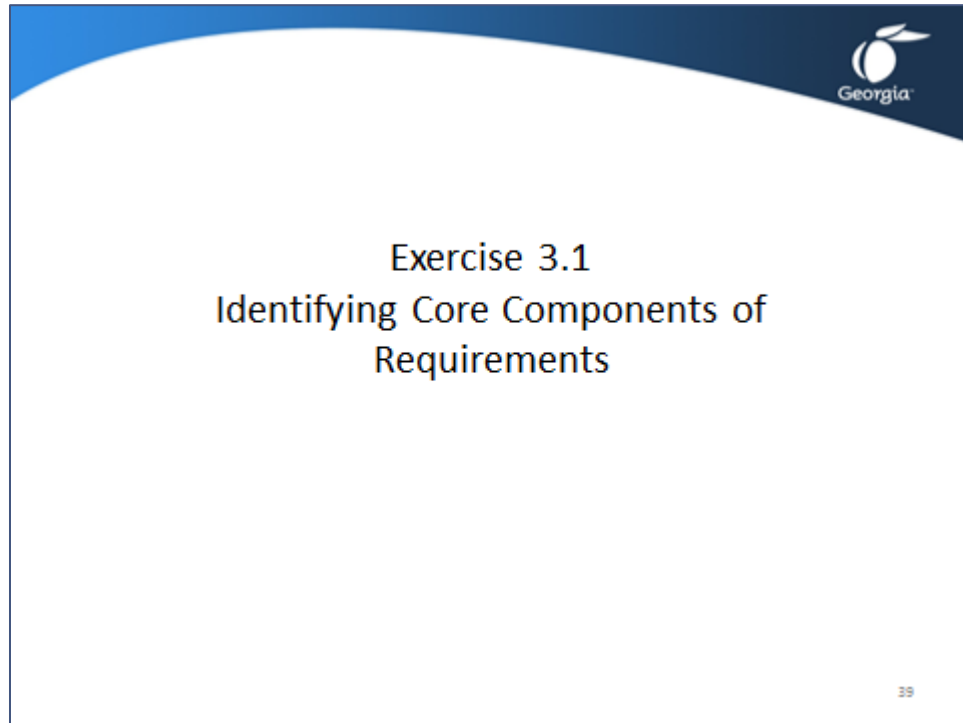 Georgia
Exercise 3.1
Identifying Core Components of
Requirements
39